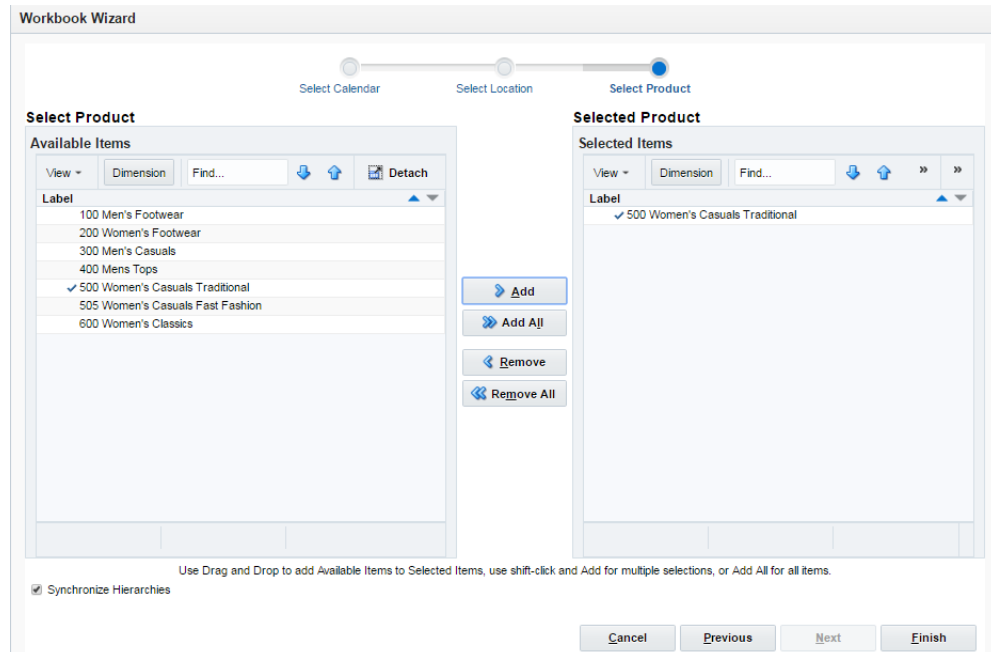 Workbook Wizard
Select Calendar Select Location Select Product
Select Product
Available Items
View Dimension Find... Detach
Label
100 Men's Footwear
200 Women's Footwear
300 Men's Casuals
400 Mens Tops
500 Women's Casuals Traditional
505 Women's Casuals Fast Fashion
600 Women's Classics
Add
Add All
Remove
Remove All
Selected Product
Selected Items
View Dimension Find... » »
Label
500 Women's Casuals Traditional
Use Drag and Drop to add Available Items to Selected Items, use shift-click and Add for multiple selections, or Add All for all items.
Synchronize Hierarchies
Cancel Previous Next Finish